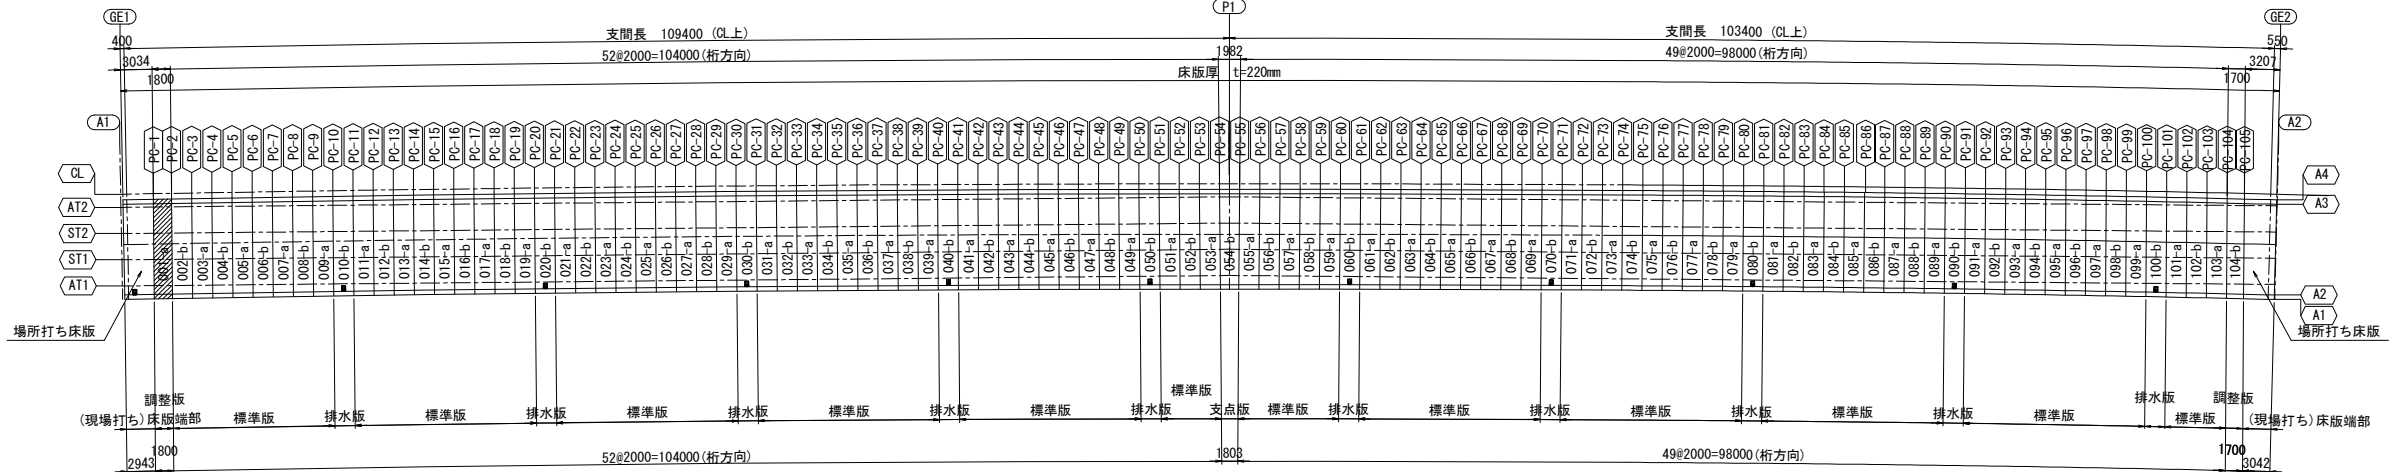 GE1
P1
GE2
支間長 109400 (CL上)
支間長 103400 (CL上)
400
550
3034
52@2000=104000(桁方向)
1982
49@2000=98000(桁方向)
3207
1800
床版厚 t=220mm
1700
A1
A2
PC-1
PC-2
PC-3
PC-4
PC-5
PC-6
PC-7
PC-8
PC-9
PC-10
PC-11
PC-12
PC-13
PC-14
PC-15
PC-16
PC-17
PC-18
PC-19
PC-20
PC-21
PC-22
PC-23
PC-24
PC-25
PC-26
PC-27
PC-28
PC-29
PC-30
PC-31
PC-32
PC-33
PC-34
PC-35
PC-36
PC-37
PC-38
PC-39
PC-40
PC-41
PC-42
PC-43
PC-44
PC-45
PC-46
PC-47
PC-48
PC-49
PC-50
PC-51
PC-52
PC-53
PC-54
PC-55
PC-56
PC-57
PC-58
PC-59
PC-60
PC-61
PC-62
PC-63
PC-64
PC-65
PC-66
PC-67
PC-68
PC-69
PC-70
PC-71
PC-72
PC-73
PC-74
PC-75
PC-76
PC-77
PC-78
PC-79
PC-80
PC-81
PC-82
PC-83
PC-84
PC-85
PC-86
PC-87
PC-88
PC-89
PC-90
PC-91
PC-92
PC-93
PC-94
PC-95
PC-96
PC-97
PC-98
PC-99
PC-100
PC-101
PC-102
PC-103
PC-104
PC-105
CL
AT2
ST2
ST1
AT1
A4
A3
A2
A1
002-b
003-a
004-b
005-a
006-b
007-a
008-b
009-a
010-b
011-a
012-b
013-a
014-b
015-a
016-b
017-a
018-b
019-a
020-b
021-a
022-b
023-a
024-b
025-a
026-b
027-a
028-b
029-a
030-b
031-a
032-b
033-a
034-b
035-a
036-b
037-a
038-b
039-a
040-b
041-a
042-b
043-a
044-b
045-a
046-b
047-a
048-b
049-a
050-b
051-a
052-b
053-a
054-b
055-a
056-b
057-a
058-b
059-a
060-b
061-a
062-b
063-a
064-b
065-a
066-b
067-a
068-b
069-a
070-b
071-a
072-b
073-a
074-b
075-a
076-b
077-a
078-b
079-a
080-b
081-a
082-b
083-a
084-b
085-a
086-b
087-a
088-b
089-a
090-b
091-a
092-b
093-a
094-b
095-a
096-b
097-a
098-b
099-a
100-b
101-a
102-b
103-a
104-b
場所打ち床版
場所打ち床版
(現場打ち)床版端部
調整版
標準版
排水版
標準版
排水版
標準版
排水版
標準版
排水版
標準版
排水版
標準版
支点版
標準版
排水版
標準版
排水版
標準版
排水版
標準版
排水版
標準版
排水版
標準版
調整版
(現場打ち)床版端部
2943
1800
52@2000=104000(桁方向)
1803
49@2000=98000(桁方向)
1700
3042